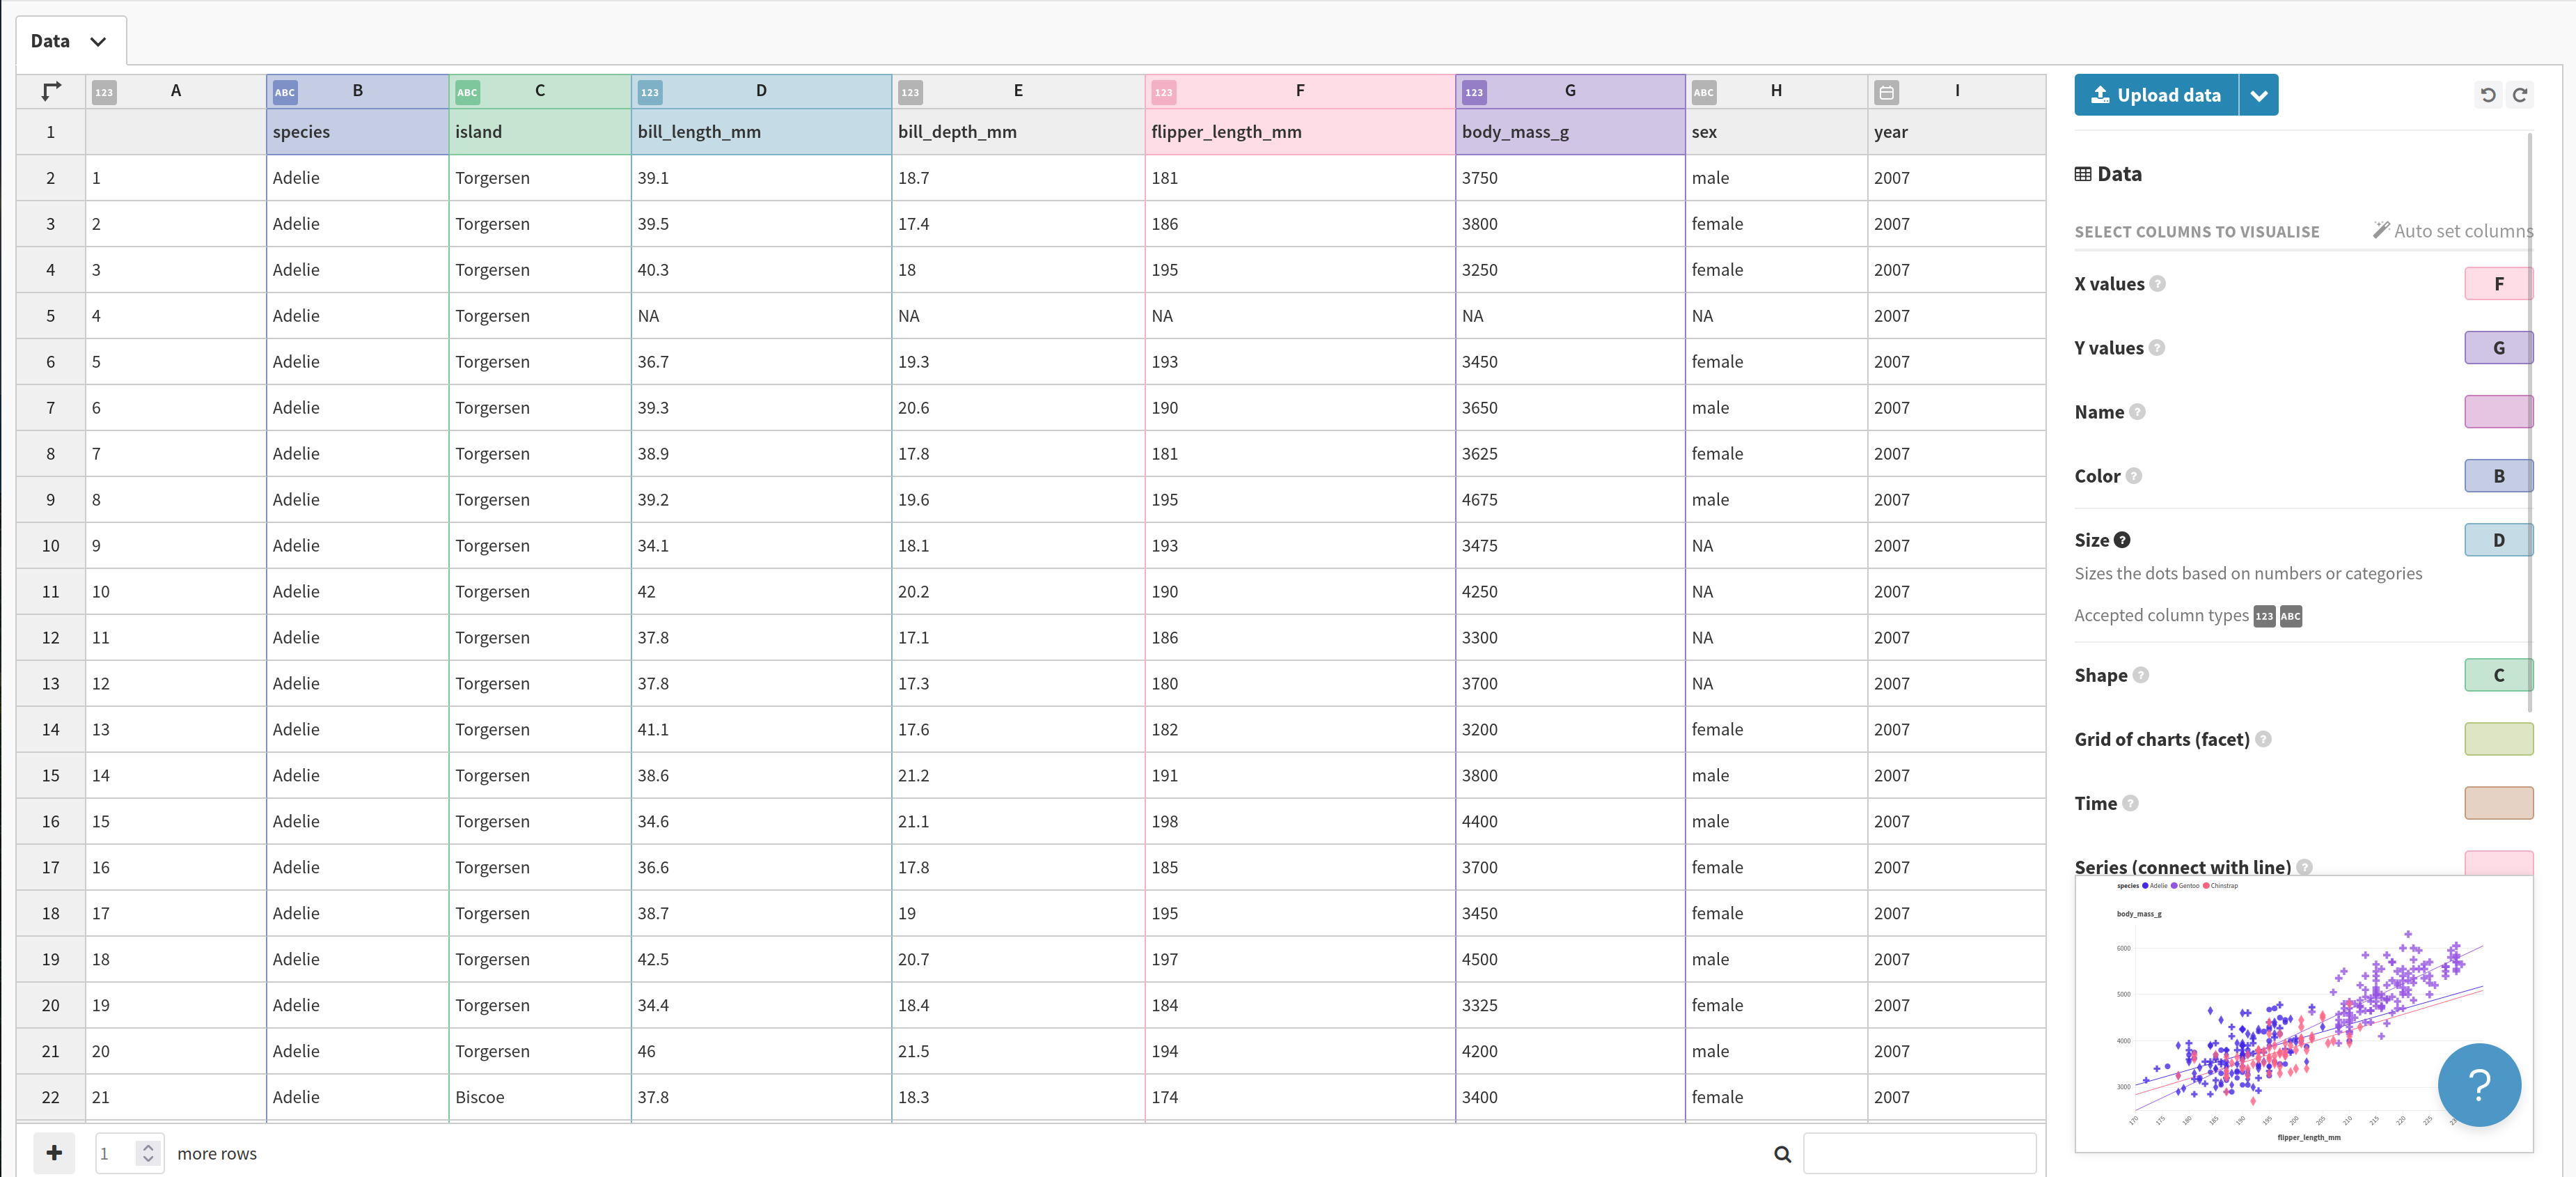 Data
123 A ABC B ABC C 123 D 123 E 123 F 123 G ABC H I
1 species island bill_length_mm bill_depth_mm flipper_length_mm body_mass_g sex year
2 1 Adelie Torgersen 39.1 18.7 181 3750 male 2007
3 2 Adelie Torgersen 39.5 17.4 186 3800 female 2007
4 3 Adelie Torgersen 40.3 18 195 3250 female 2007
5 4 Adelie Torgersen NA NA NA NA NA 2007
6 5 Adelie Torgersen 36.7 19.3 193 3450 female 2007
7 6 Adelie Torgersen 39.3 20.6 190 3650 male 2007
8 7 Adelie Torgersen 38.9 17.8 181 3625 female 2007
9 8 Adelie Torgersen 39.2 19.6 195 4675 male 2007
10 9 Adelie Torgersen 34.1 18.1 193 3475 NA 2007
11 10 Adelie Torgersen 42 20.2 190 4250 NA 2007
12 11 Adelie Torgersen 37.8 17.1 186 3300 NA 2007
13 12 Adelie Torgersen 37.8 17.3 180 3700 NA 2007
14 13 Adelie Torgersen 41.1 17.6 182 3200 female 2007
15 14 Adelie Torgersen 38.6 21.2 191 3800 male 2007
16 15 Adelie Torgersen 34.6 21.1 198 4400 male 2007
17 16 Adelie Torgersen 36.6 17.8 185 3700 female 2007
18 17 Adelie Torgersen 38.7 19 195 3450 female 2007
19 18 Adelie Torgersen 42.5 20.7 197 4500 male 2007
20 19 Adelie Torgersen 34.4 18.4 184 3325 female 2007
21 20 Adelie Torgersen 46 21.5 194 4200 male 2007
22 21 Adelie Biscoe 37.8 18.3 174 3400 female 2007
+ 1 more rows
Upload data
Data
SELECT COLUMNS TO VISUALISE Auto set columns
X values ? F
Y values ? G
Name ?
Color ? B
Size ? D
Sizes the dots based on numbers or categories
Accepted column types 123 ABC
Shape ? C
Grid of charts (facet) ?
Time ?
Series (connect with line) ?
species Adelie Gentoo Chinstrap
body_mass_g
6000
5000
4000
3000
170 175 180 185 190 195 200 205 210 215 220 225
flipper_length_mm
?